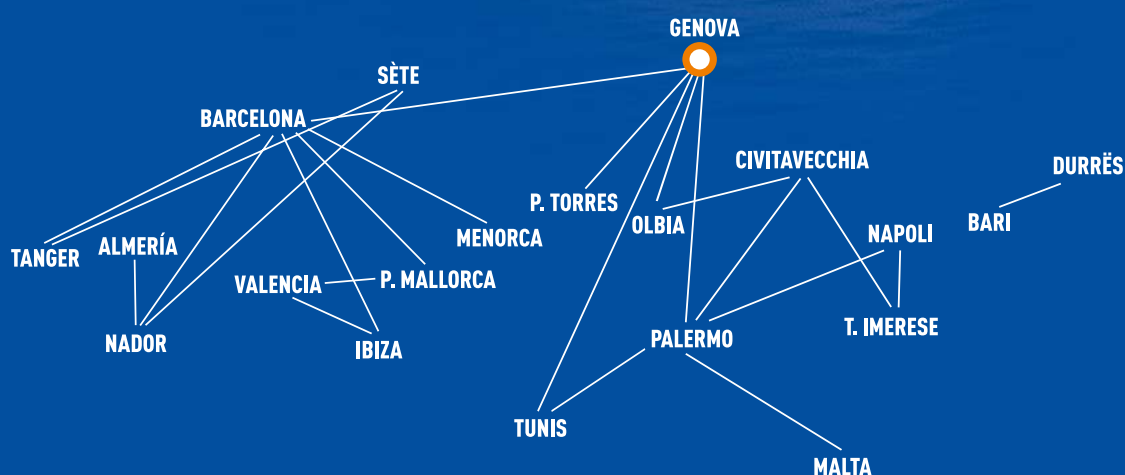 GENOVA
SÈTE
BARCELONA
CIVITAVECCHIA
DURRËS
P. TORRES
OLBIA
BARI
MENORCA
NAPOLI
TANGER
ALMERÍA
VALENCIA
P. MALLORCA
T. IMERESE
NADOR
IBIZA
PALERMO
TUNIS
MALTA